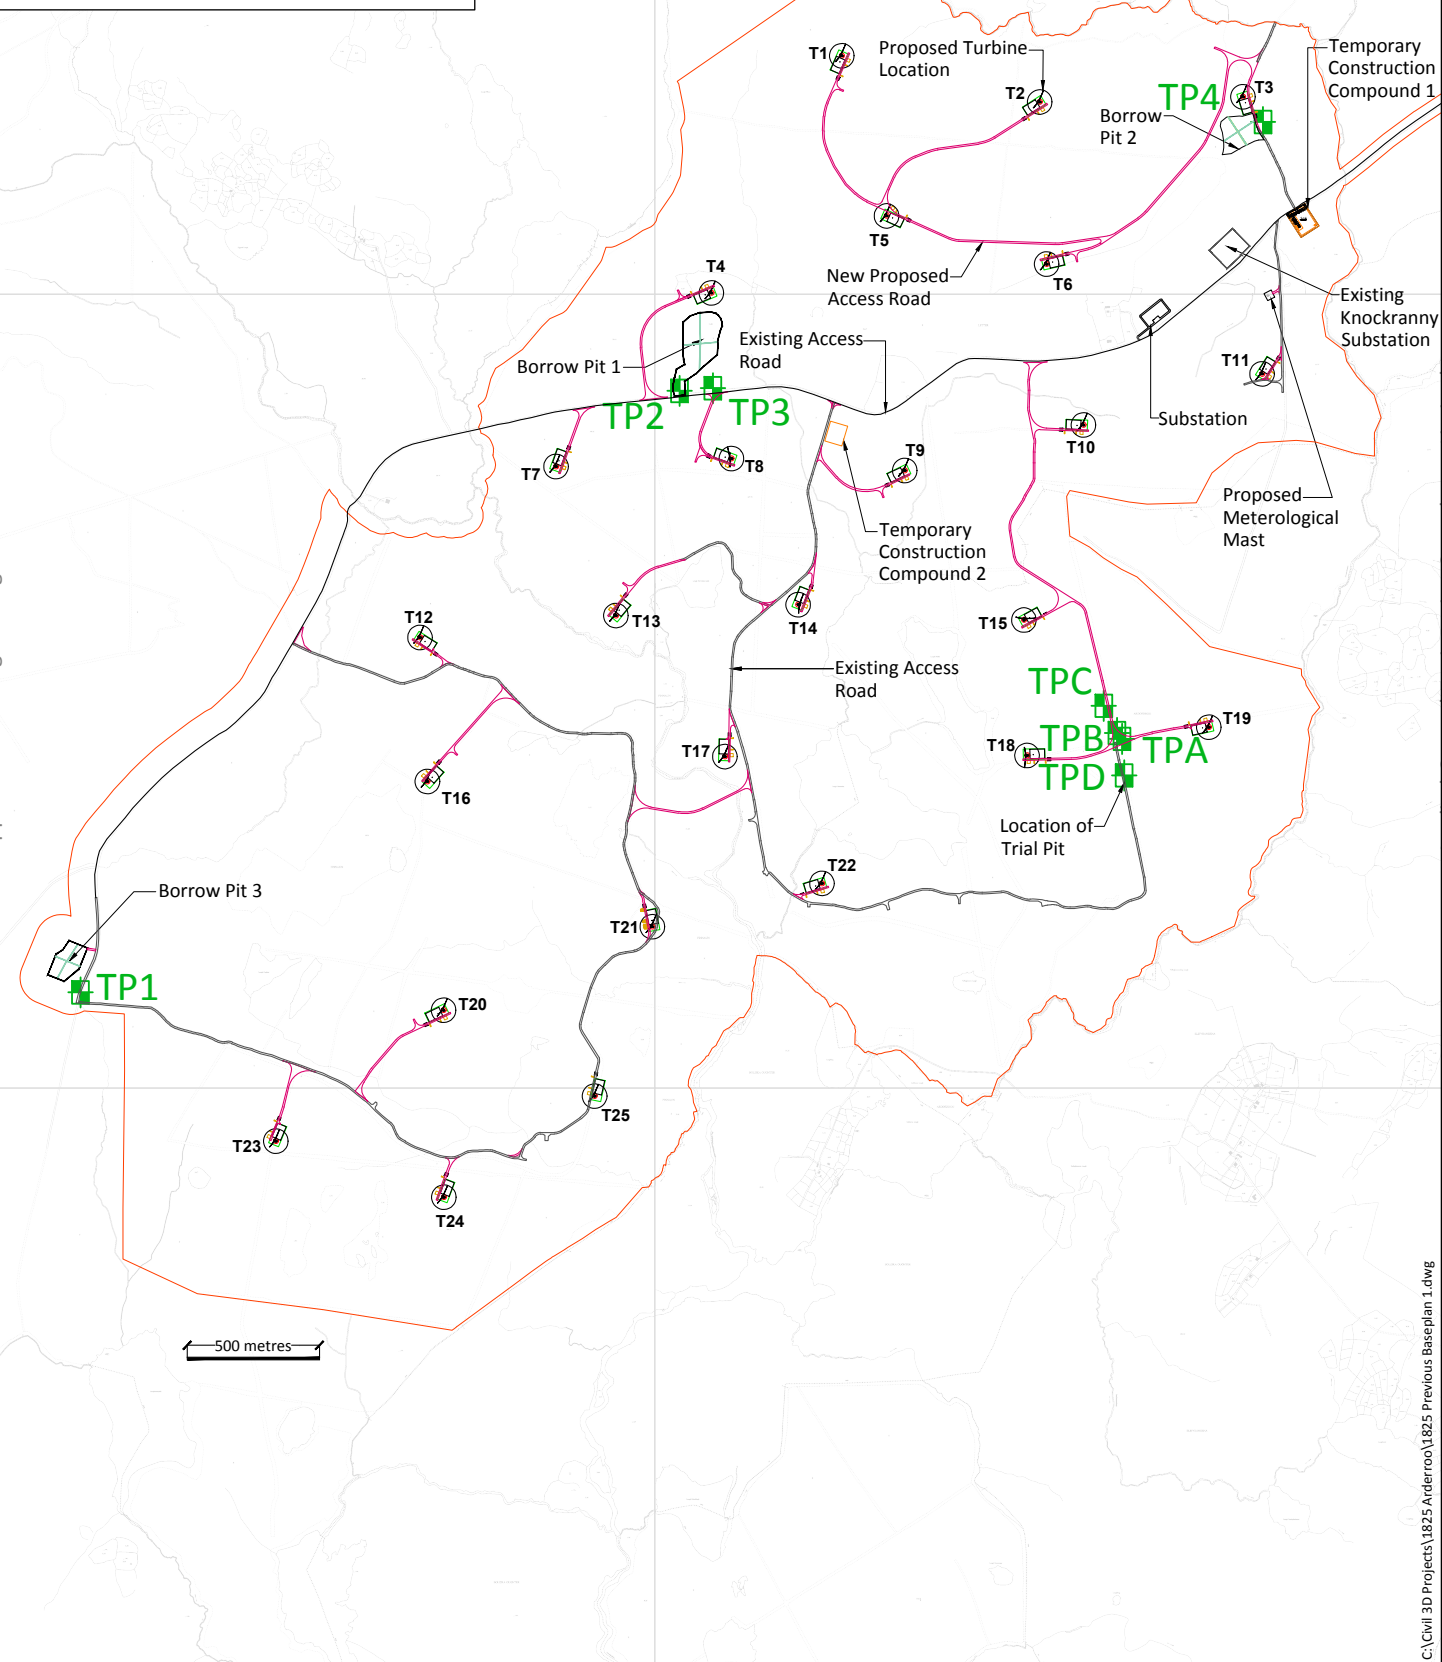 T1
Proposed Turbine
Location
T2
TP4
T3
Temporary
Construction
Compound 1
Borrow
Pit 2
T5
T6
New Proposed
Access Road
T4
Existing
Knockranny
Substation
Existing Access
Road
Borrow Pit 1
T11
TP2
TP3
Substation
T10
T7
T8
T9
Proposed
Meterological
Mast
Temporary
Construction
Compound 2
T12
T13
T14
T15
Existing Access
Road
TPC
T19
TPB
TPA
T18
T17
TPD
T16
Location of
Trial Pit
T22
Borrow Pit 3
T21
TP1
T20
T25
T23
T24
500 metres
C:\Civil 3D Projects\1825 Arderroo\1825 Previous Baseplan 1.dwg